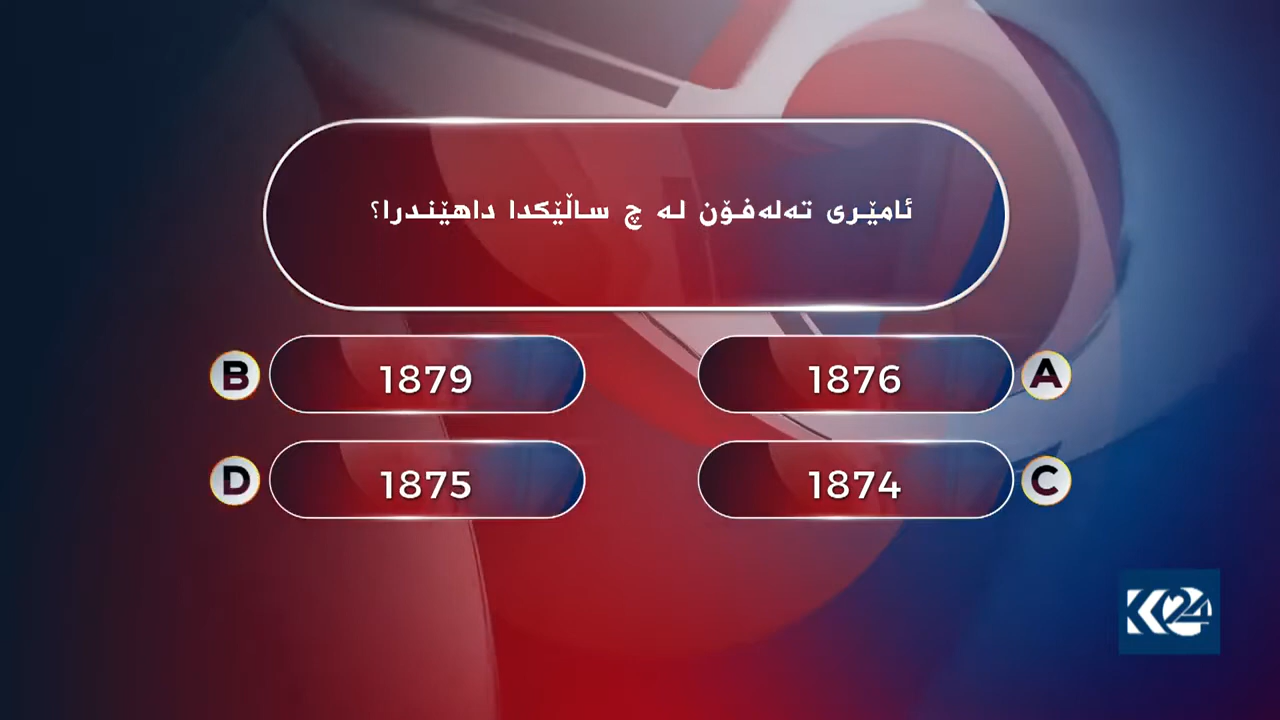 ئامێری تەلەفۆن لە چ ساڵێکدا داهێندرا؟
A 1876
B 1879
C 1874
D 1875
K24